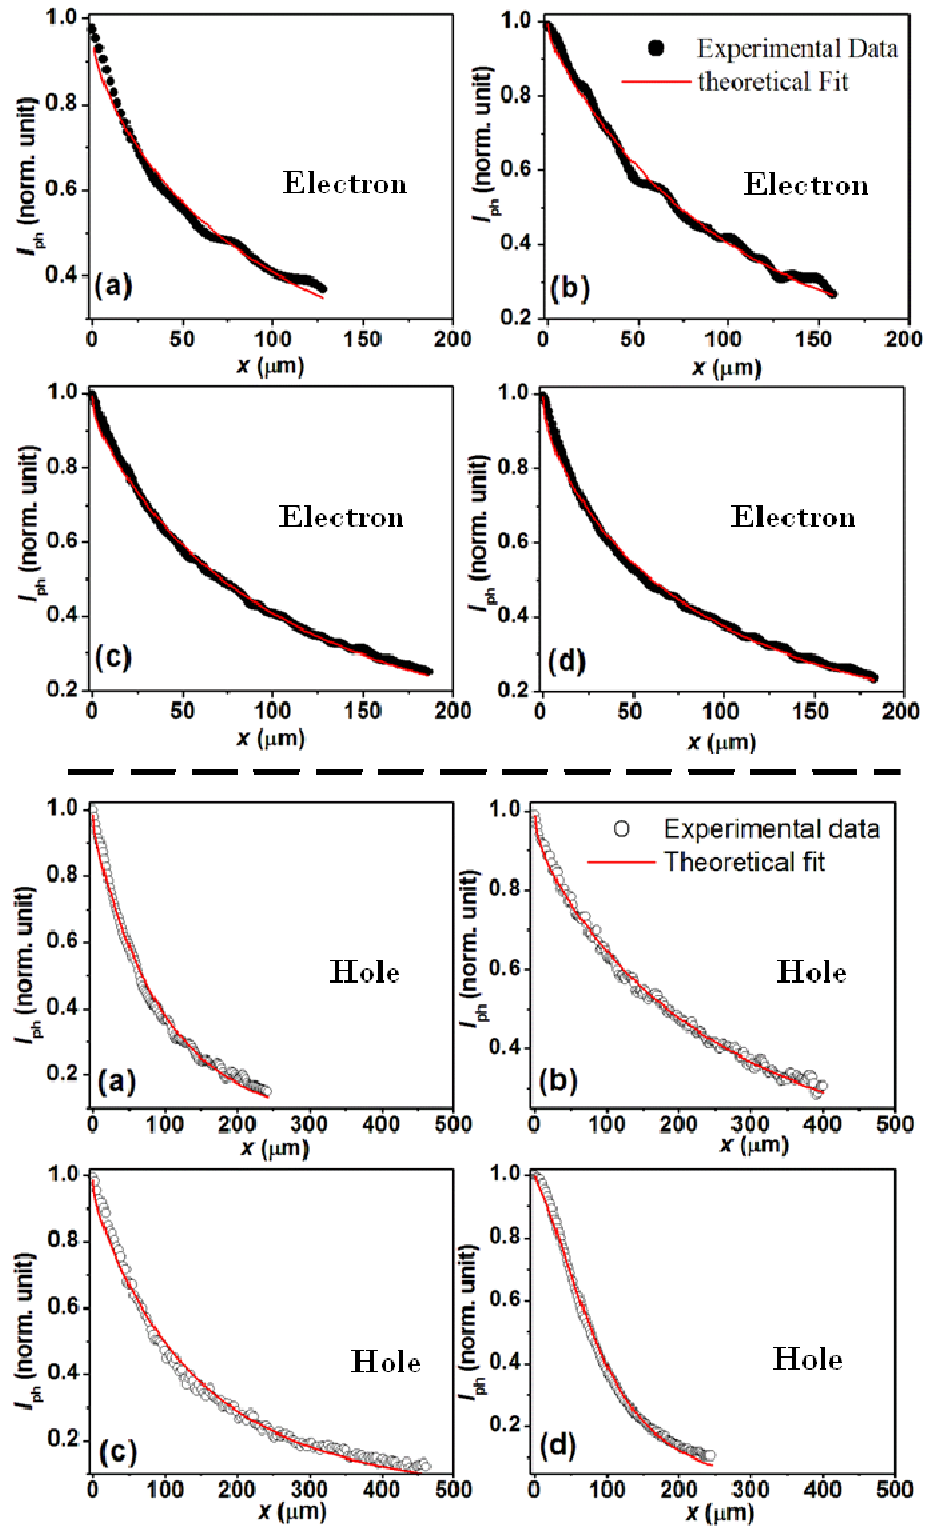 1.0
0.8
0.6
0.4
I_ph (norm. unit)
Electron
(a)
0 50 100 150 200
x (μm)
1.0
0.8
0.6
0.4
0.2
I_ph (norm. unit)
Experimental Data
theoretical Fit
Electron
(b)
0 50 100 150 200
x (μm)
1.0
0.8
0.6
0.4
0.2
I_ph (norm. unit)
Electron
(c)
0 50 100 150 200
x (μm)
1.0
0.8
0.6
0.4
0.2
I_ph (norm. unit)
Electron
(d)
0 50 100 150 200
x (μm)
1.0
0.8
0.6
0.4
0.2
I_ph (norm. unit)
Hole
(a)
0 100 200 300 400 500
x (μm)
1.0
0.8
0.6
0.4
I_ph (norm. unit)
Experimental data
Theoretical fit
Hole
(b)
0 100 200 300 400 500
x (μm)
1.0
0.8
0.6
0.4
0.2
I_ph (norm. unit)
Hole
(c)
0 100 200 300 400 500
x (μm)
1.0
0.8
0.6
0.4
0.2
I_ph (norm. unit)
Hole
(d)
0 100 200 300 400 500
x (μm)